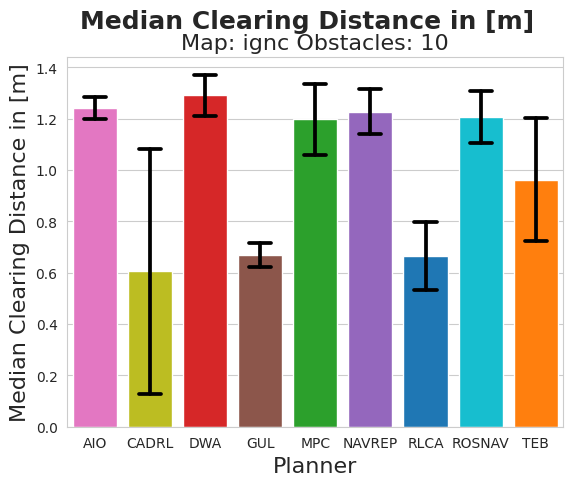 Median Clearing Distance in [m]
Map: ignc Obstacles: 10
Median Clearing Distance in [m]
1.4
1.2
1.0
0.8
0.6
0.4
0.2
0.0
AIO CADRL DWA GUL MPC NAVREP RLCA ROSNAV TEB
Planner